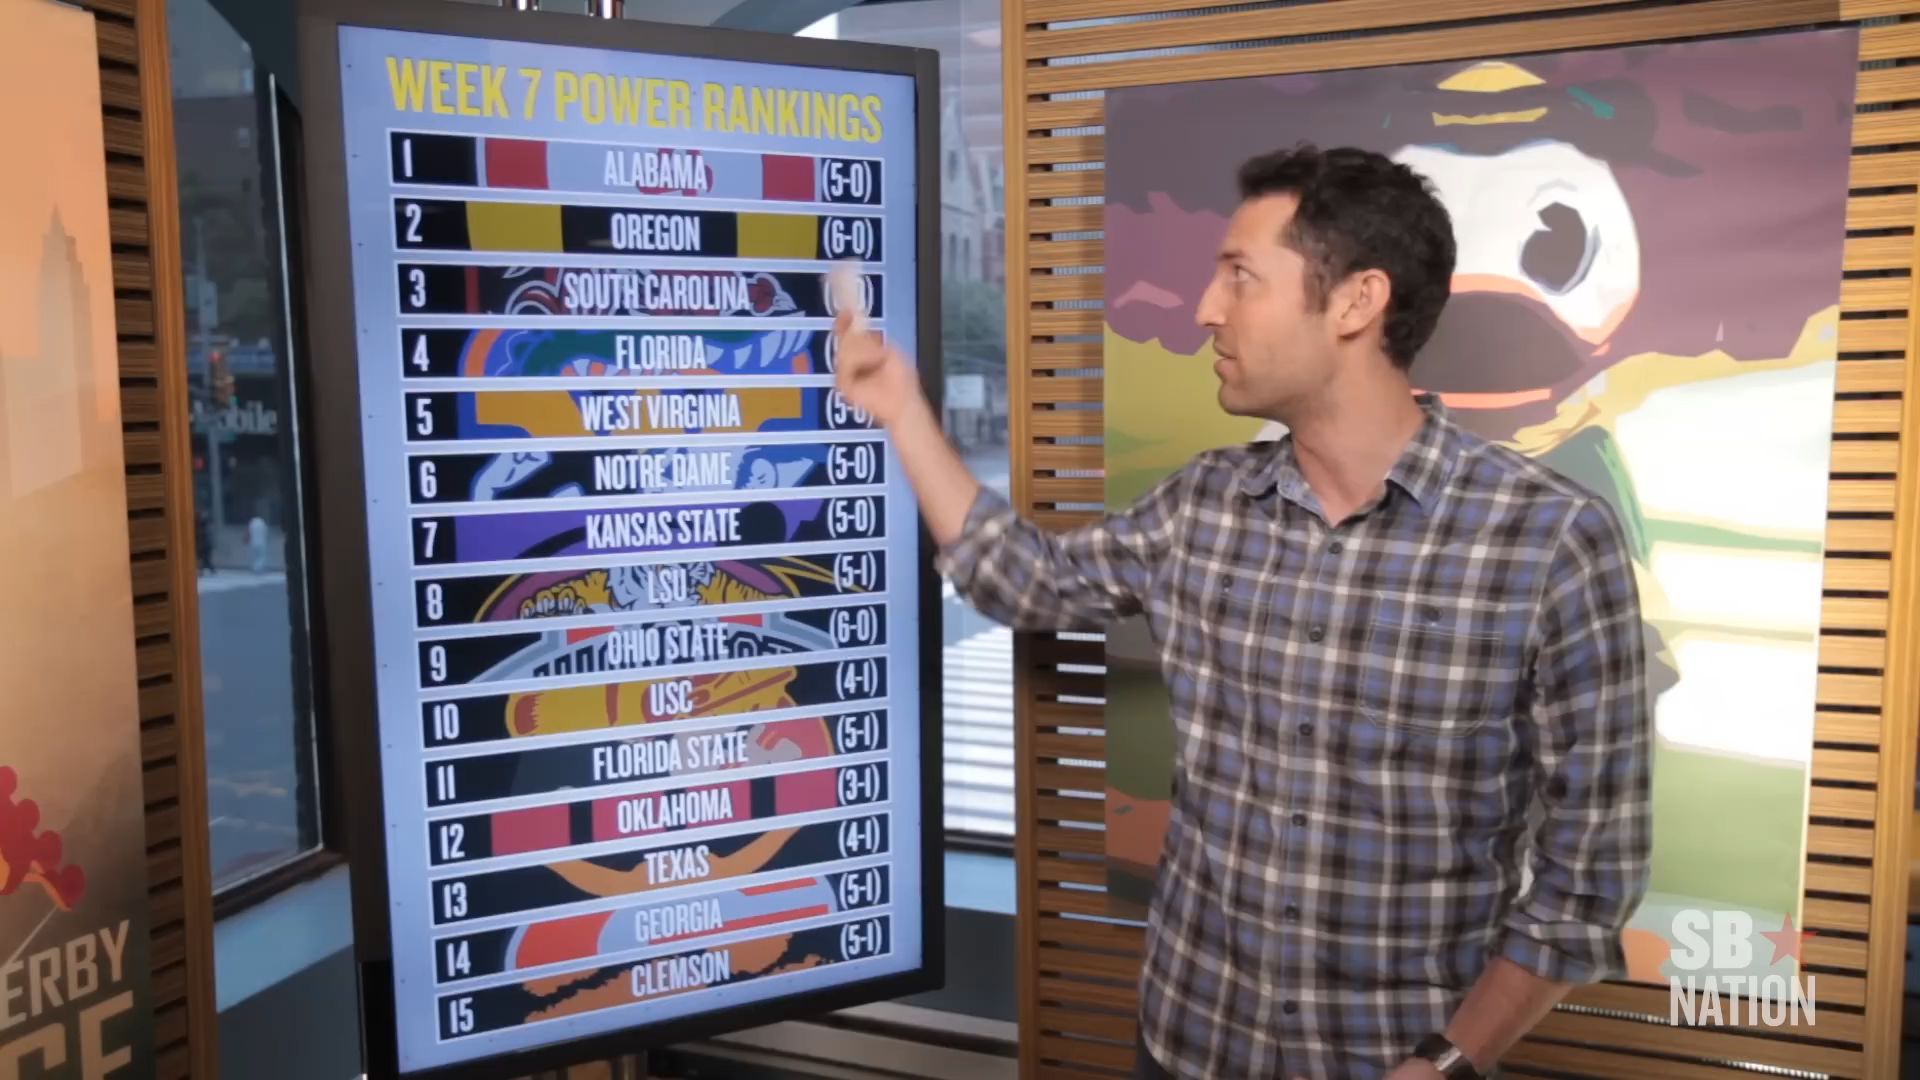 WEEK 7 POWER RANKINGS
1 ALABAMA (5-0)
2 OREGON (6-0)
3 SOUTH CAROLINA
4 FLORIDA
5 WEST VIRGINIA (5-0)
6 NOTRE DAME (5-0)
7 KANSAS STATE (5-0)
8 LSU (5-1)
9 OHIO STATE (6-0)
10 USC (4-1)
11 FLORIDA STATE (5-1)
12 OKLAHOMA (3-1)
13 TEXAS (4-1)
14 GEORGIA (5-1)
15 CLEMSON (5-1)
SB
NATION